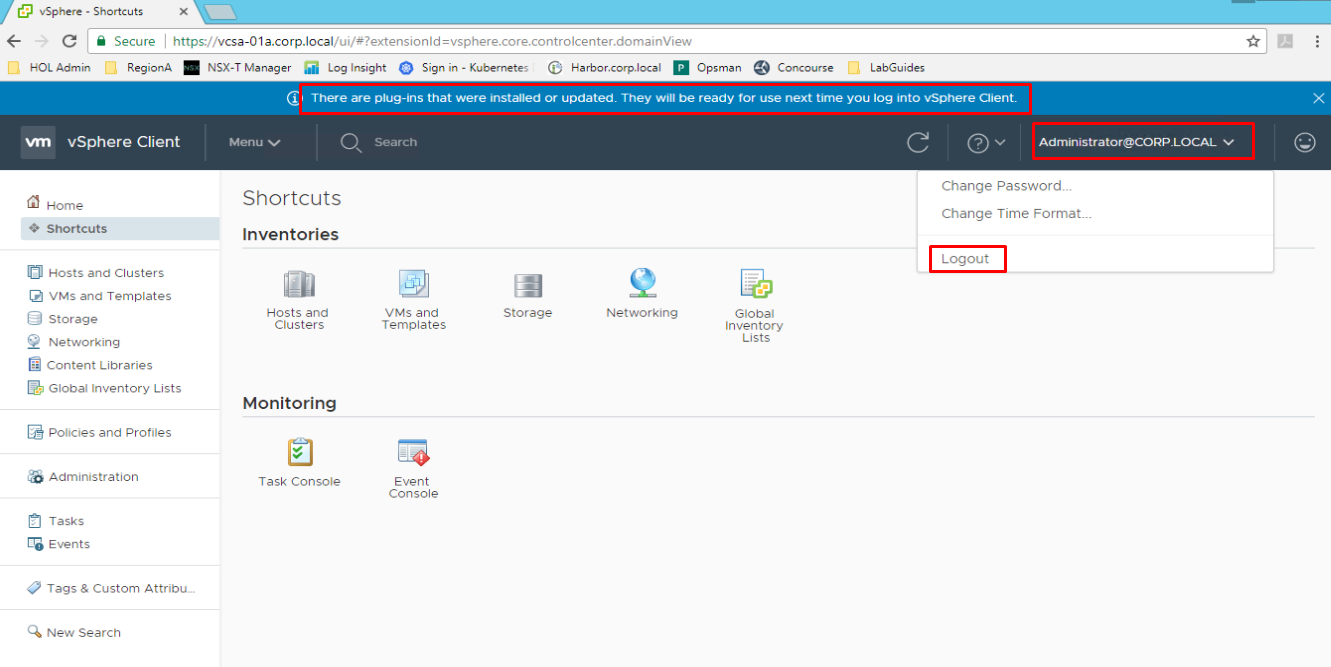 vSphere - Shortcuts
Secure https://vcsa-01a.corp.local/ui/#?extensionId=vsphere.core.controlcenter.domainView
HOL Admin RegionA NSX NSX-T Manager Log Insight Sign in - Kubernetes Harbor.corp.local P Opsman Concourse LabGuides
There are plug-ins that were installed or updated. They will be ready for use next time you log into vSphere Client.
vm vSphere Client Menu Search ? Administrator@CORP.LOCAL
Change Password...
Change Time Format...
Logout
Home
Shortcuts
Hosts and Clusters
VMs and Templates
Storage
Networking
Content Libraries
Global Inventory Lists
Policies and Profiles
Administration
Tasks
Events
Tags & Custom Attribu...
New Search
Shortcuts
Inventories
Hosts and
Clusters
VMs and
Templates
Storage
Networking
Global
Inventory
Lists
Monitoring
Task Console
Event
Console